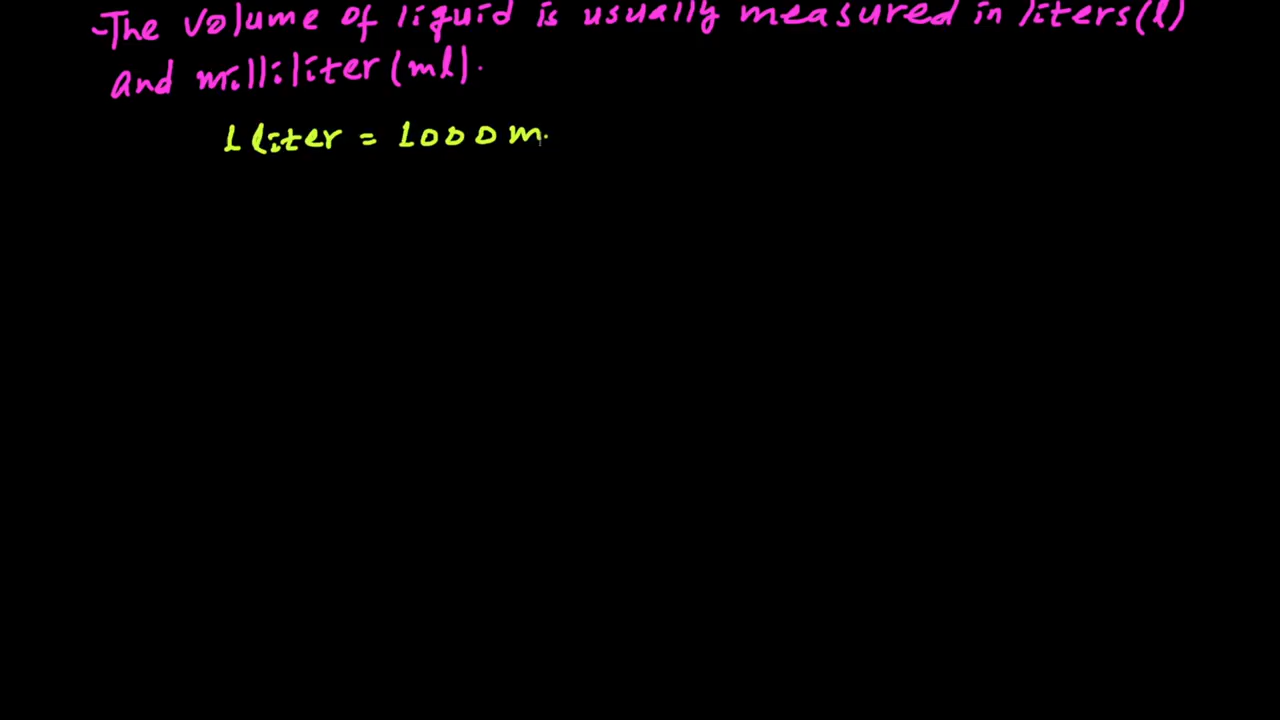 -The volume of liquid is usually measured in liters(l)
and milliliter(ml).
1 liter = 1000 m